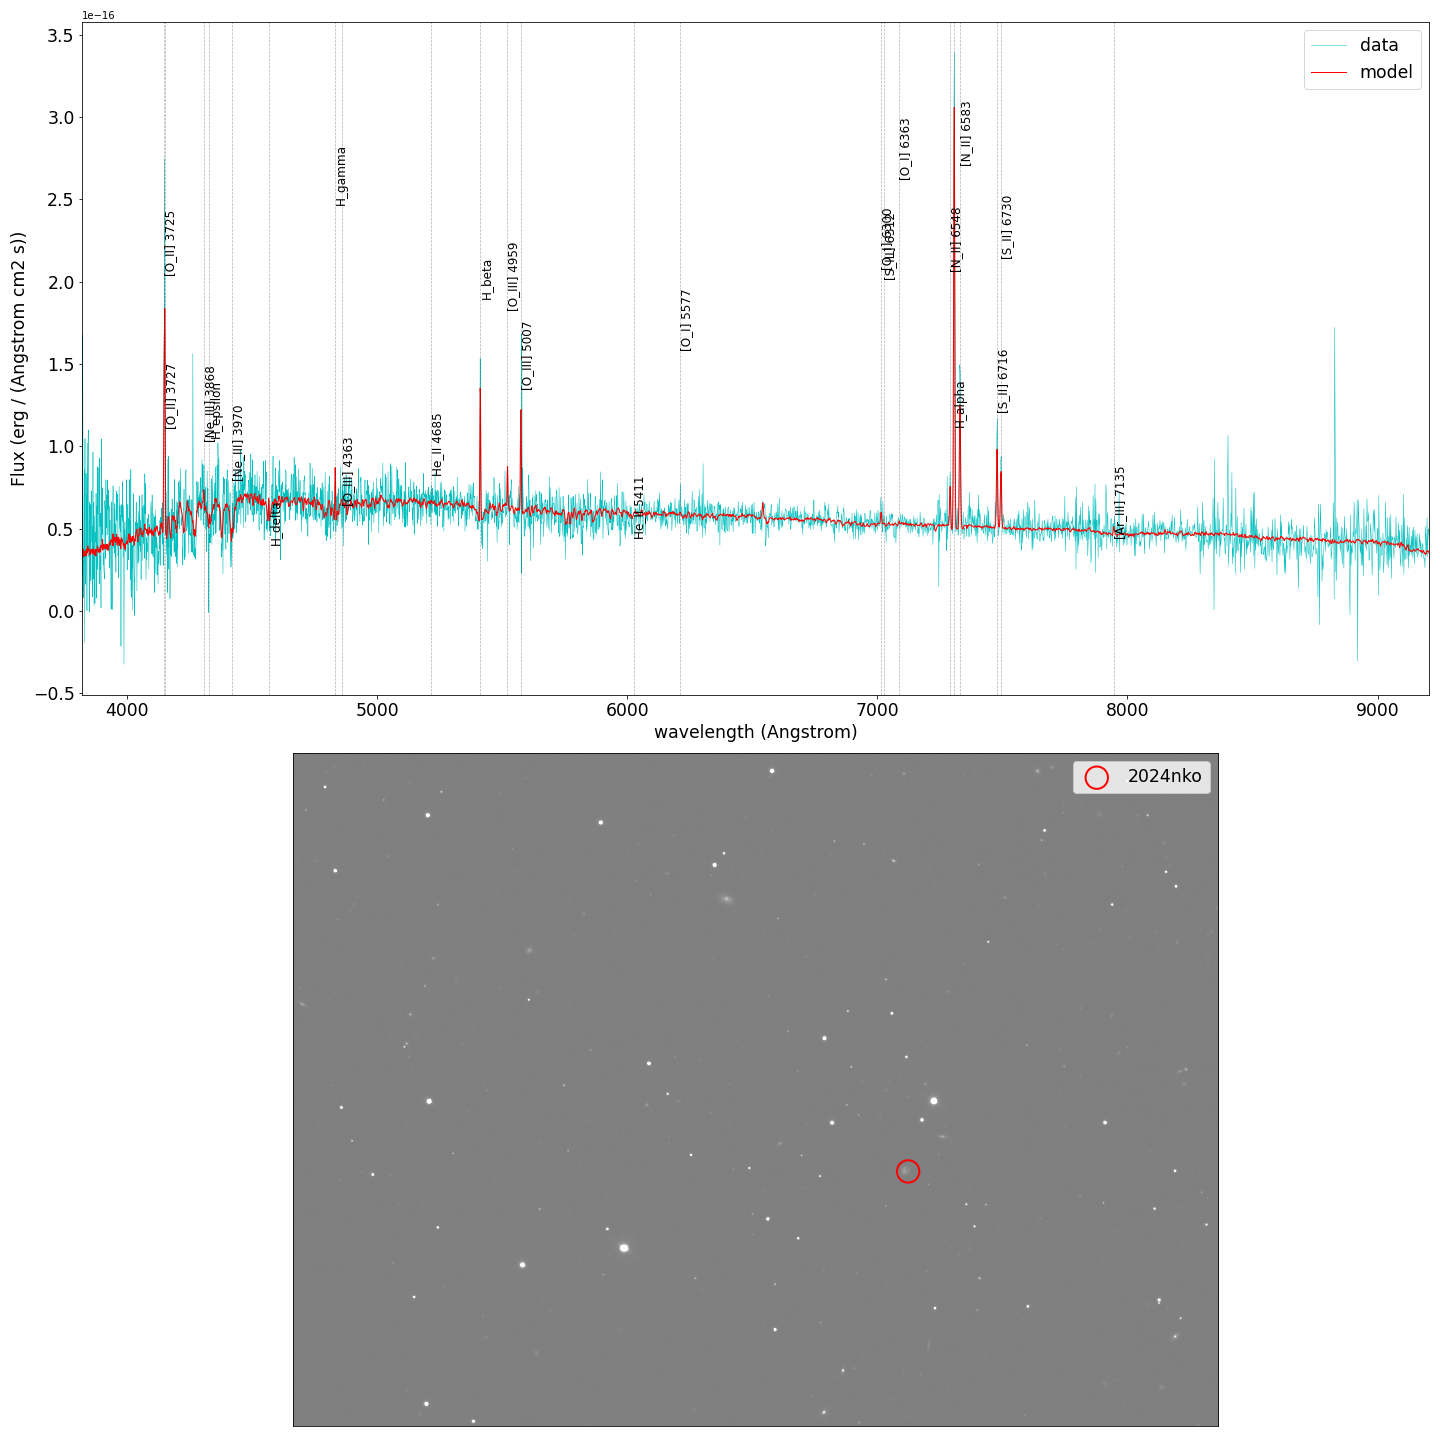 1e−16
Flux (erg / (Angstrom cm2 s))
3.5
3.0
2.5
2.0
1.5
1.0
0.5
0.0
−0.5
data
model
[O_II] 3725
[O_II] 3727
[Ne_III] 3868
H_epsilon
[Ne_III] 3970
H_delta
H_gamma
[O_III] 4363
He_II 4685
H_beta
[O_III] 4959
[O_III] 5007
He_II 5411
[O_I] 5577
[O_I] 6300
[S_III] 6312
[O_I] 6363
[N_II] 6548
H_alpha
[N_II] 6583
[S_II] 6716
[S_II] 6730
[Ar_III] 7135
4000
5000
6000
7000
8000
9000
wavelength (Angstrom)
2024nko